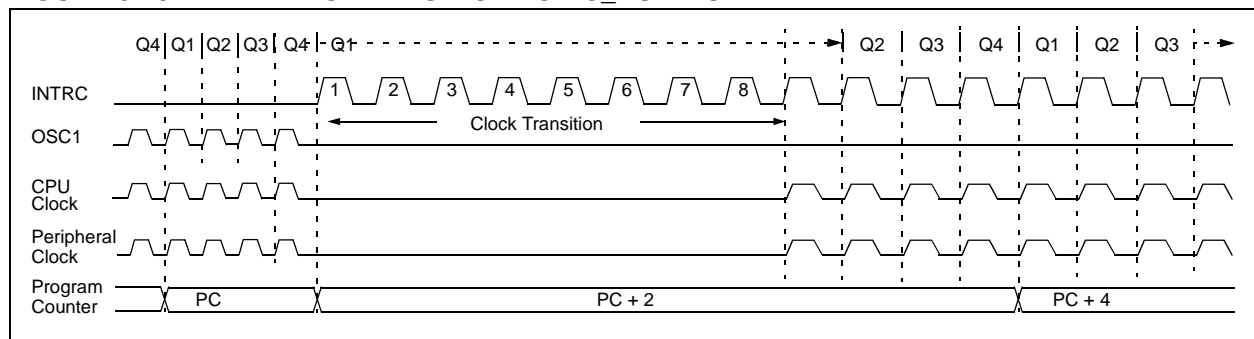 Q4 Q1 Q2 Q3 Q4 Q1 Q2 Q3 Q4 Q1 Q2 Q3
INTRC 1 2 3 4 5 6 7 8
Clock Transition
OSC1
CPU
Clock
Peripheral
Clock
Program
Counter
PC PC + 2 PC + 4